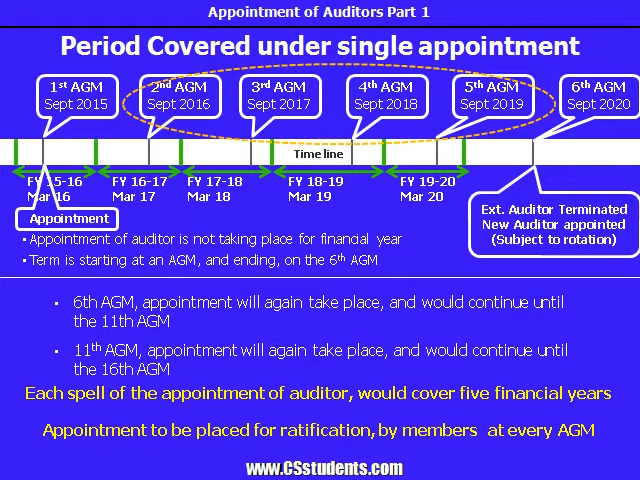 Appointment of Auditors Part 1
Period Covered under single appointment
1st AGM
Sept 2015
2nd AGM
Sept 2016
3rd AGM
Sept 2017
4th AGM
Sept 2018
5th AGM
Sept 2019
6th AGM
Sept 2020
Time line
FY 15-16
Mar 16
FY 16-17
Mar 17
FY 17-18
Mar 18
FY 18-19
Mar 19
FY 19-20
Mar 20
Appointment
Ext. Auditor Terminated
New Auditor appointed
(Subject to rotation)
• Appointment of auditor is not taking place for financial year
• Term is starting at an AGM, and ending, on the 6th AGM
• 6th AGM, appointment will again take place, and would continue until
the 11th AGM
• 11th AGM, appointment will again take place, and would continue until
the 16th AGM
Each spell of the appointment of auditor, would cover five financial years
Appointment to be placed for ratification, by members at every AGM
www.CSstudents.com